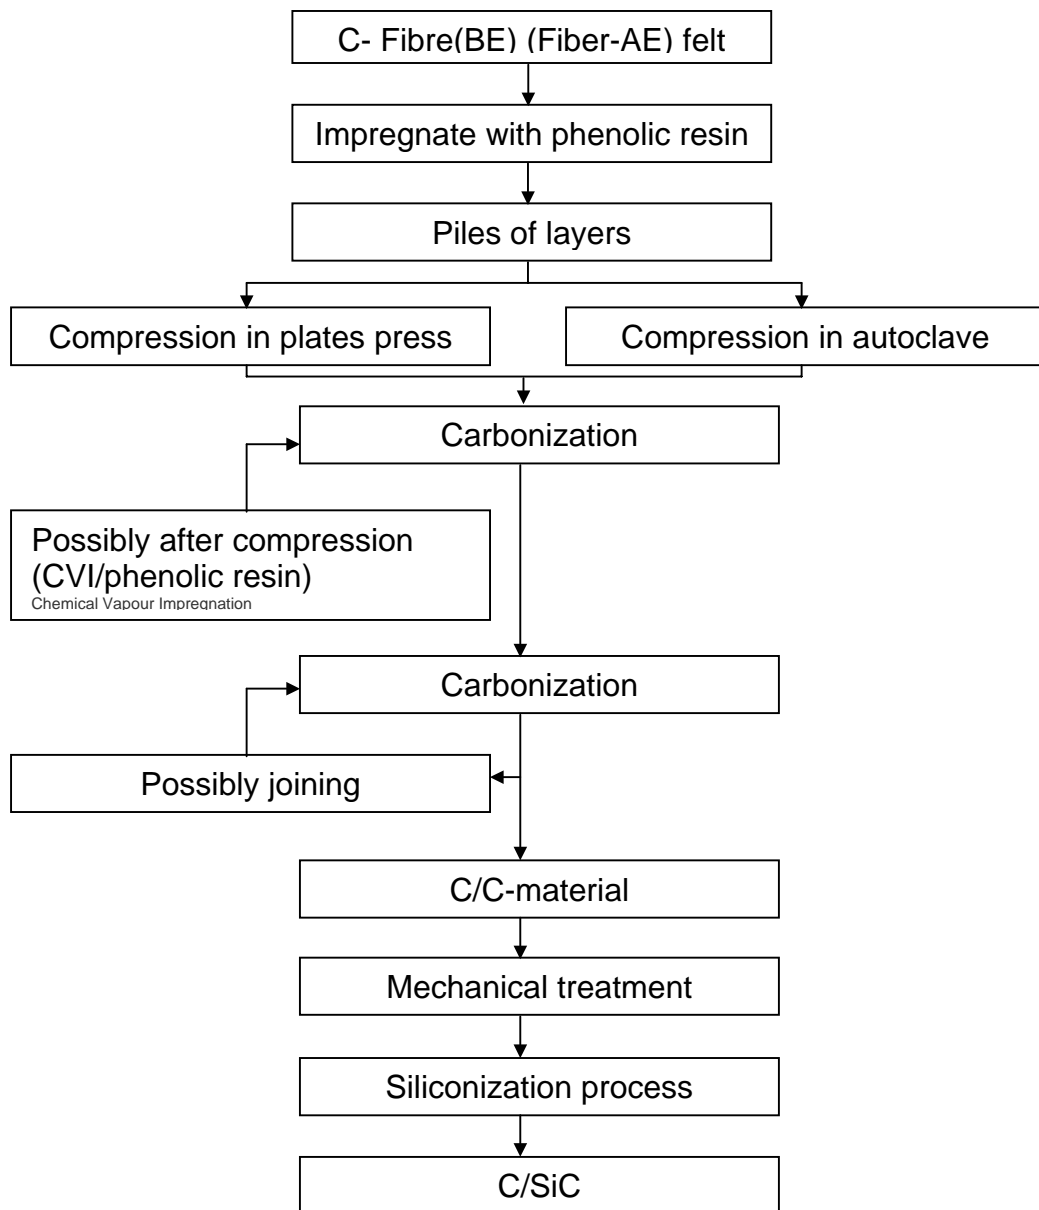 C- Fibre(BE) (Fiber-AE) felt
Impregnate with phenolic resin
Piles of layers
Compression in plates press
Compression in autoclave
Carbonization
Possibly after compression
(CVI/phenolic resin)
Chemical Vapour Impregnation
Carbonization
Possibly joining
C/C-material
Mechanical treatment
Siliconization process
C/SiC